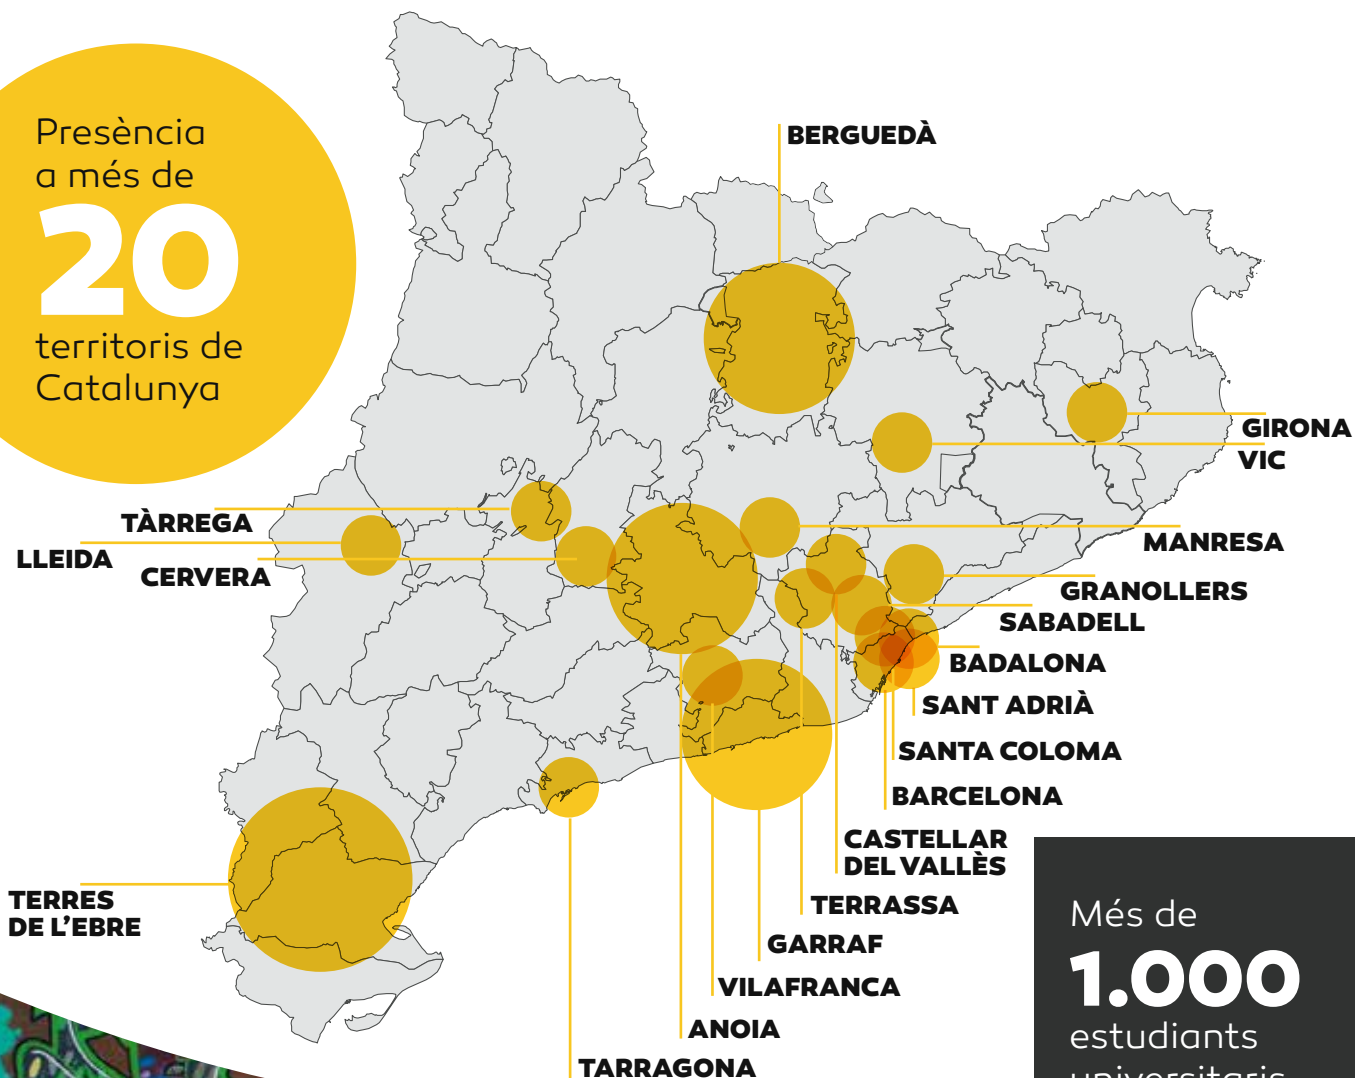 Presència
a més de
20
territoris de
Catalunya
BERGUEDÀ
GIRONA
VIC
TÀRREGA
LLEIDA
CERVERA
MANRESA
GRANOLLERS
SABADELL
BADALONA
SANT ADRIÀ
SANTA COLOMA
BARCELONA
CASTELLAR
DEL VALLÈS
TERRASSA
GARRAF
VILAFRANCA
ANOIA
TARRAGONA
TERRES
DE L'EBRE
Més de
1.000
estudiants
universitaris